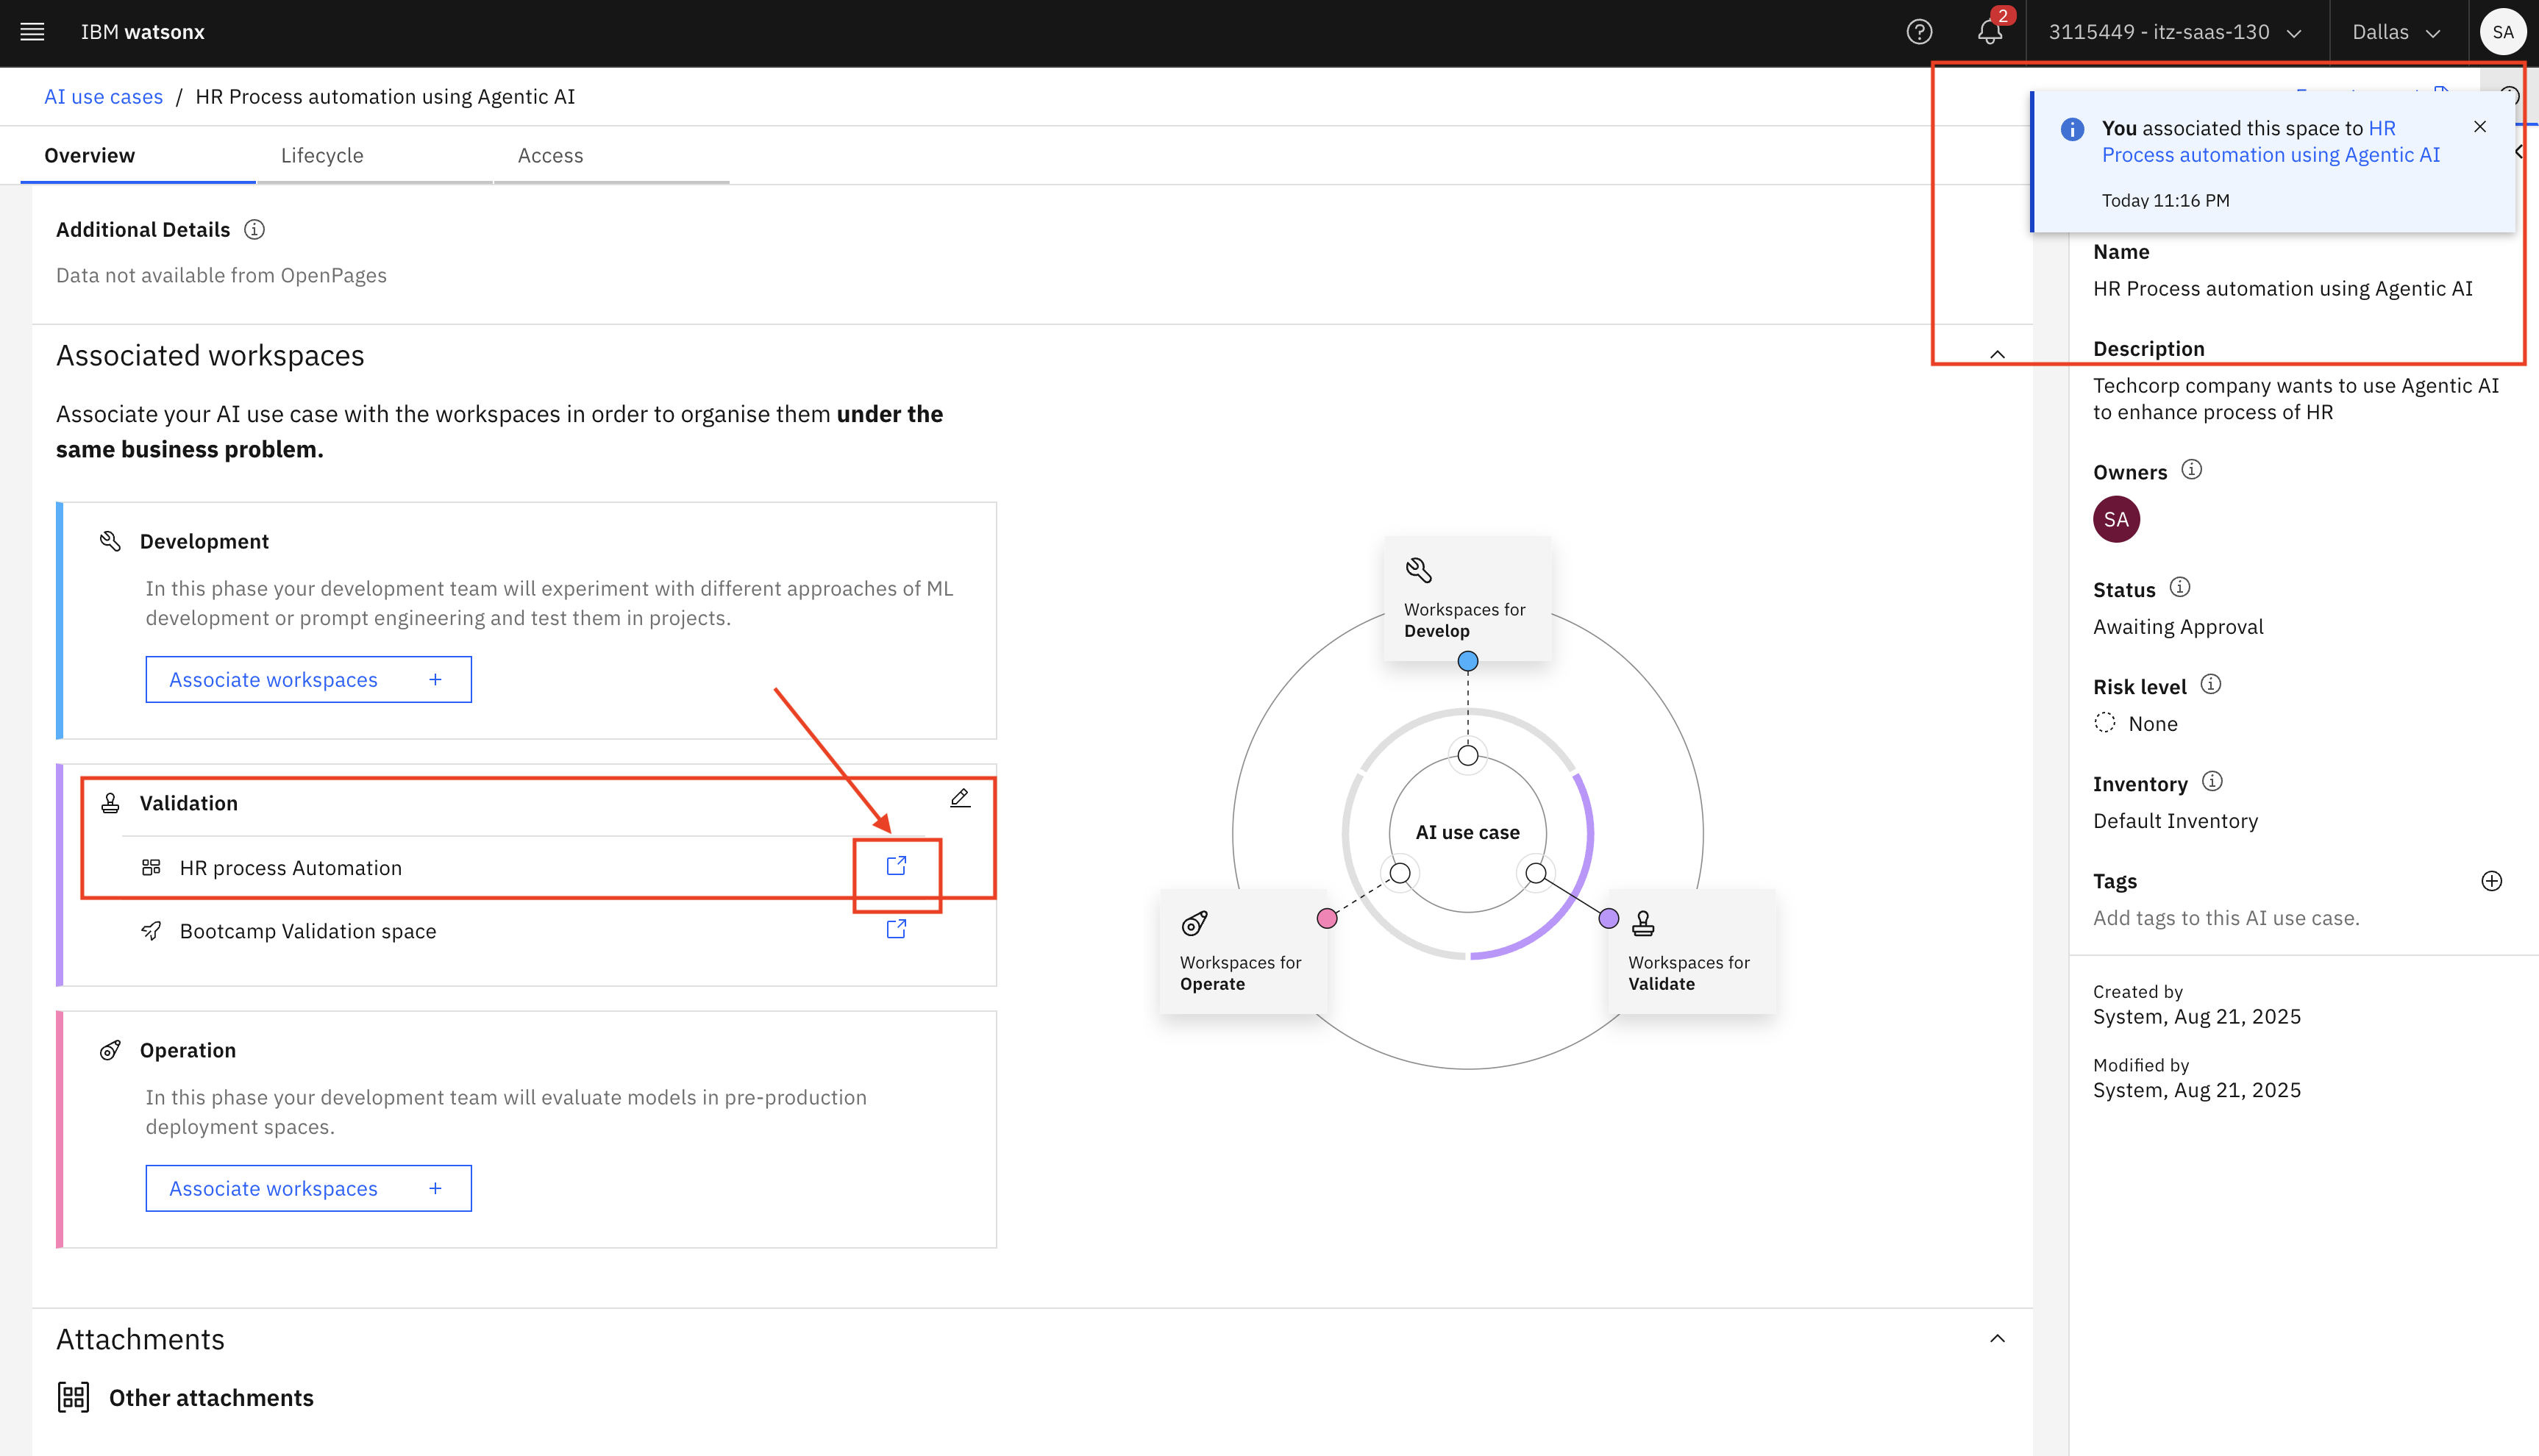 IBM watsonx
2
3115449 - itz-saas-130
Dallas
SA
AI use cases / HR Process automation using Agentic AI
Overview
Lifecycle
Access
You associated this space to HR
Process automation using Agentic AI
Today 11:16 PM
Additional Details
Data not available from OpenPages
Associated workspaces
Associate your AI use case with the workspaces in order to organise them under the
same business problem.
Development
In this phase your development team will experiment with different approaches of ML
development or prompt engineering and test them in projects.
Associate workspaces +
Validation
HR process Automation
Bootcamp Validation space
Operation
In this phase your development team will evaluate models in pre-production
deployment spaces.
Associate workspaces +
Workspaces for
Develop
AI use case
Workspaces for
Operate
Workspaces for
Validate
Attachments
Other attachments
Name
HR Process automation using Agentic AI
Description
Techcorp company wants to use Agentic AI
to enhance process of HR
Owners
SA
Status
Awaiting Approval
Risk level
None
Inventory
Default Inventory
Tags
Add tags to this AI use case.
Created by
System, Aug 21, 2025
Modified by
System, Aug 21, 2025